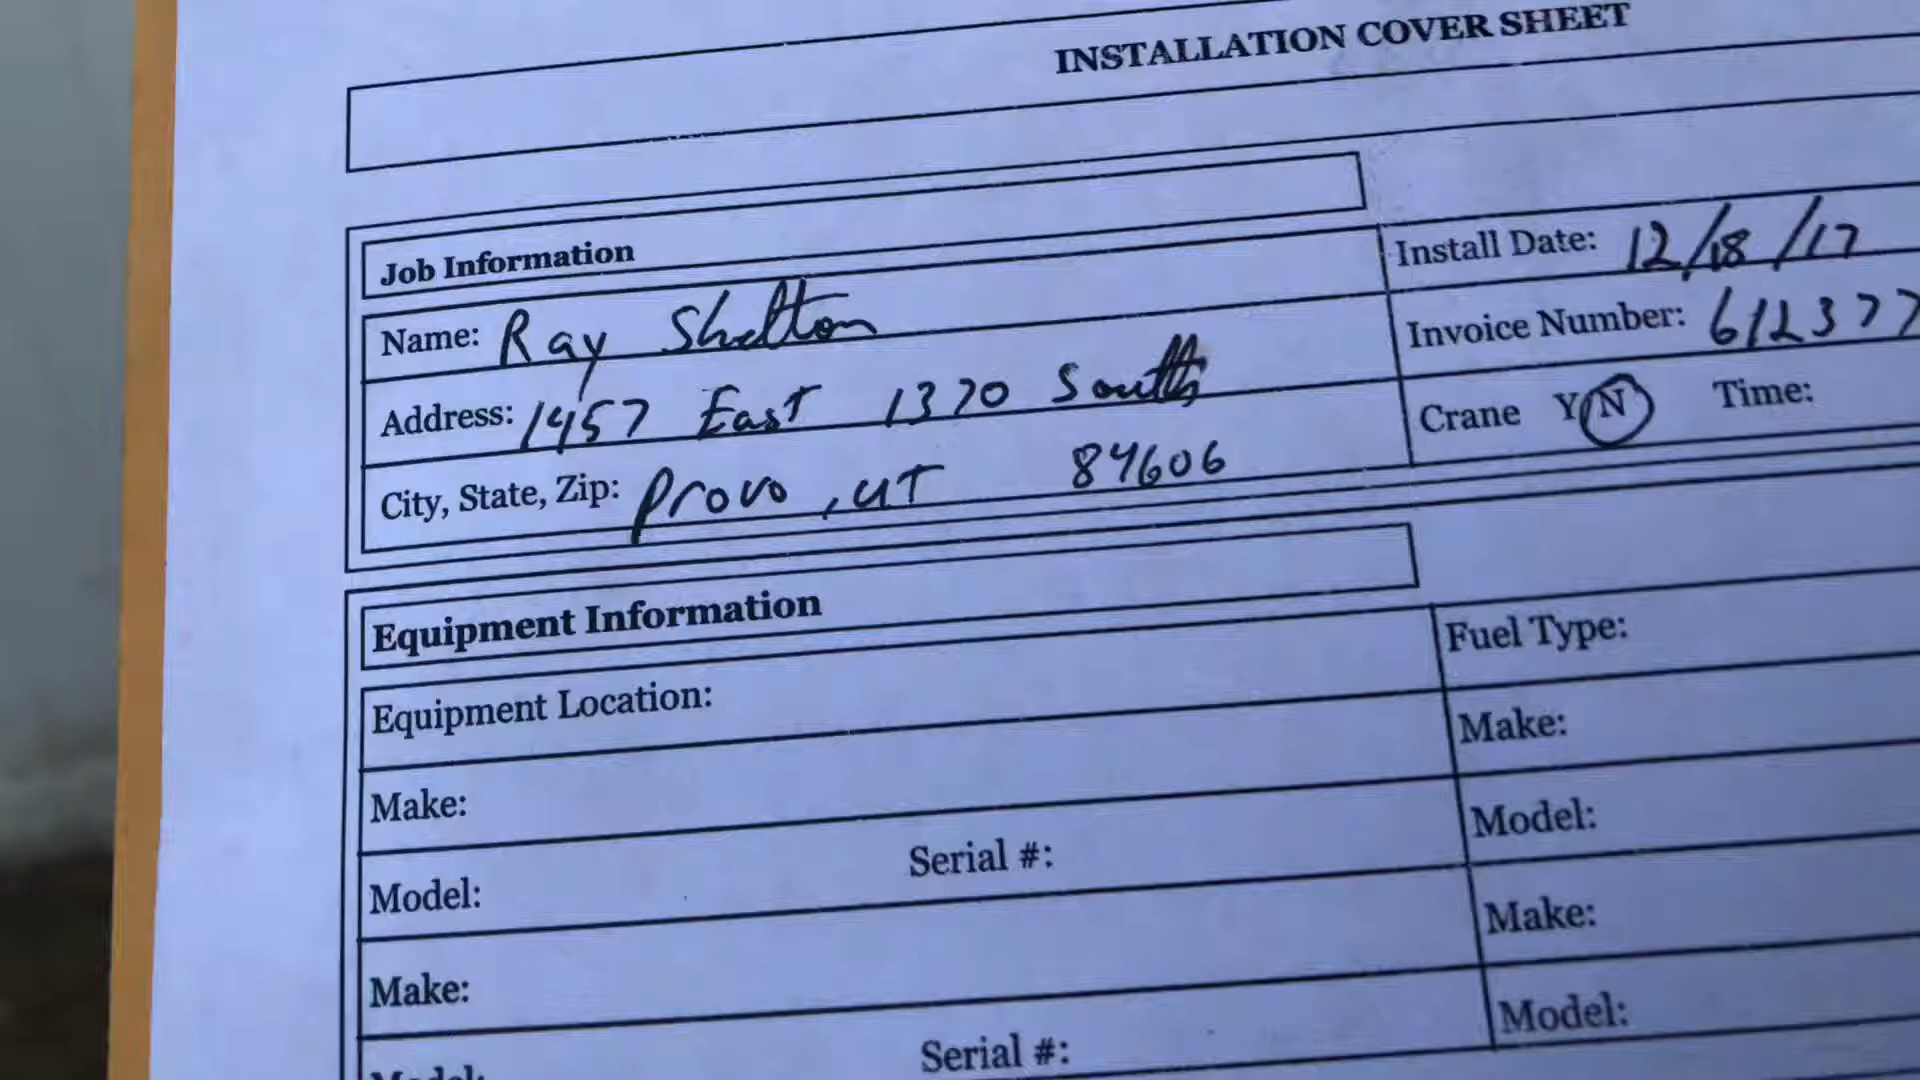 INSTALLATION COVER SHEET
Job Information
Name: Ray Shelton
Install Date: 12/18/17
Address: 1457 East 1370 South
Invoice Number: 612377
City, State, Zip: Provo, UT 84606
Crane Y N Time:
Equipment Information
Equipment Location:
Fuel Type:
Make:
Make:
Model: Serial #:
Model:
Make:
Make:
Model: Serial #:
Model: